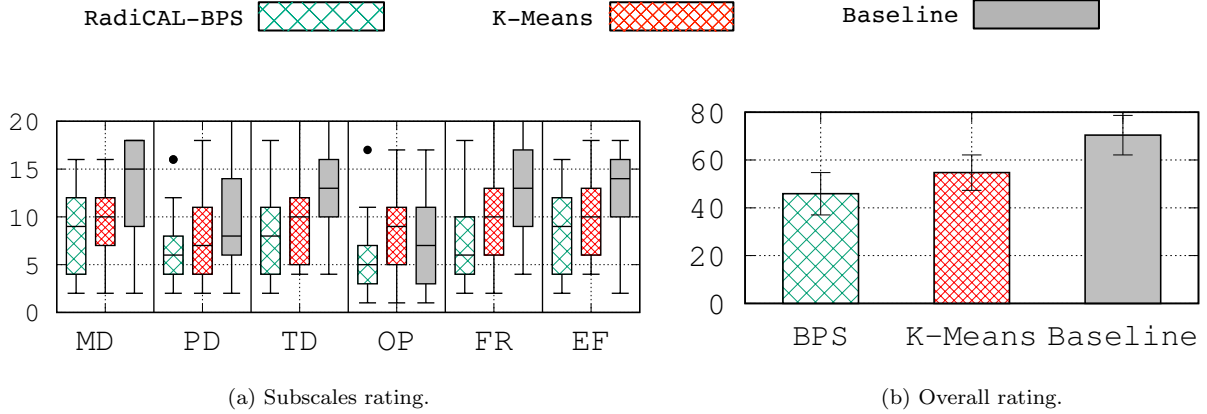 RadiCAL-BPS K-Means Baseline
20
15
10
5
0
MD PD TD OP FR EF
(a) Subscales rating.
80
60
40
20
0
BPS K-Means Baseline
(b) Overall rating.